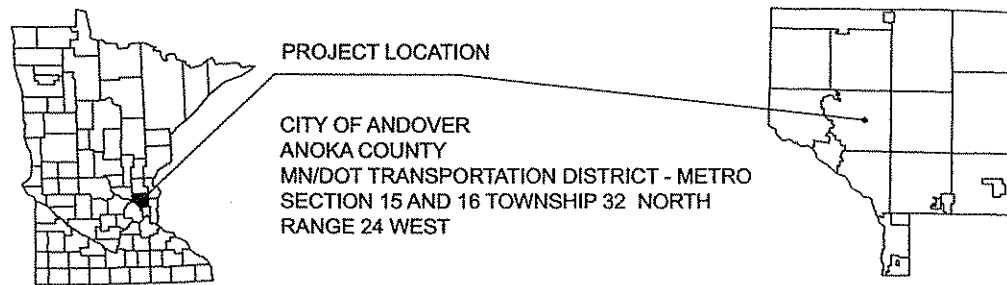 PROJECT LOCATION
CITY OF ANDOVER
ANOKA COUNTY
MN/DOT TRANSPORTATION DISTRICT - METRO
SECTION 15 AND 16 TOWNSHIP 32 NORTH
RANGE 24 WEST